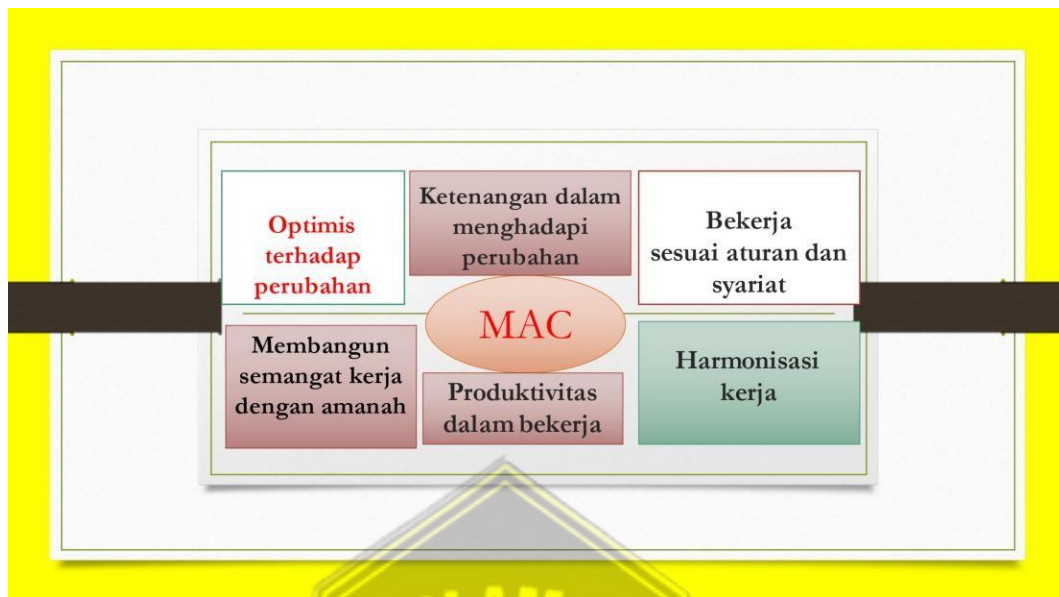 Optimis
terhadap
perubahan
Ketenangan dalam
menghadapi
perubahan
Bekerja
sesuai aturan dan
syariat
MAC
Membangun
semangat kerja
dengan amanah
Produktivitas
dalam bekerja
Harmonisasi
kerja